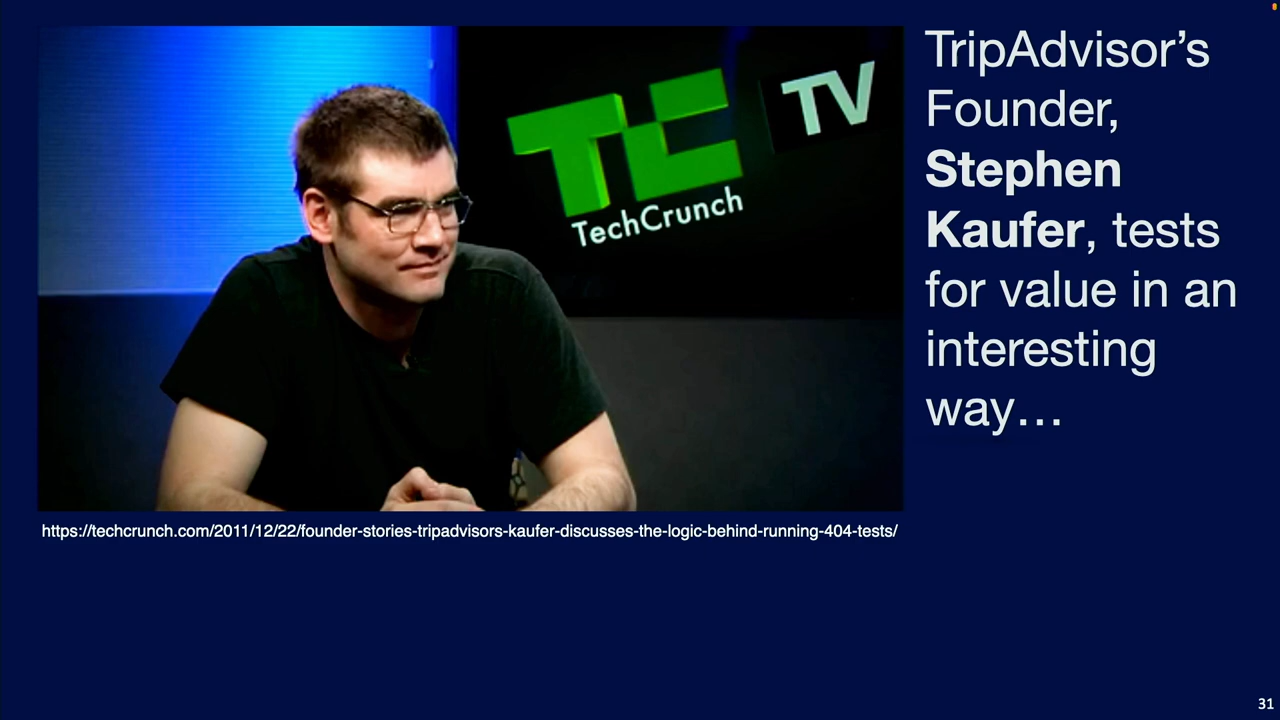 TC
TV
TechCrunch
TripAdvisor’s
Founder,
Stephen
Kaufer, tests
for value in an
interesting
way…
https://techcrunch.com/2011/12/22/founder-stories-tripadvisors-kaufer-discusses-the-logic-behind-running-404-tests/
31